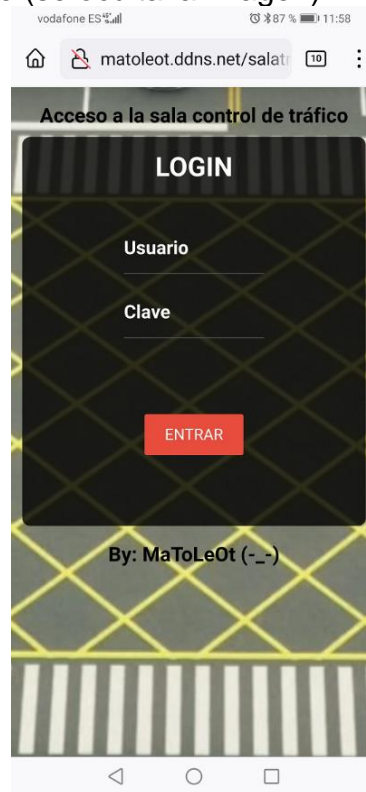 vodafone ES 87 % 11:58
matoleot.ddns.net/salatr 10
Acceso a la sala control de tráfico
LOGIN
Usuario
Clave
ENTRAR
By: MaToLeOt (-_-)